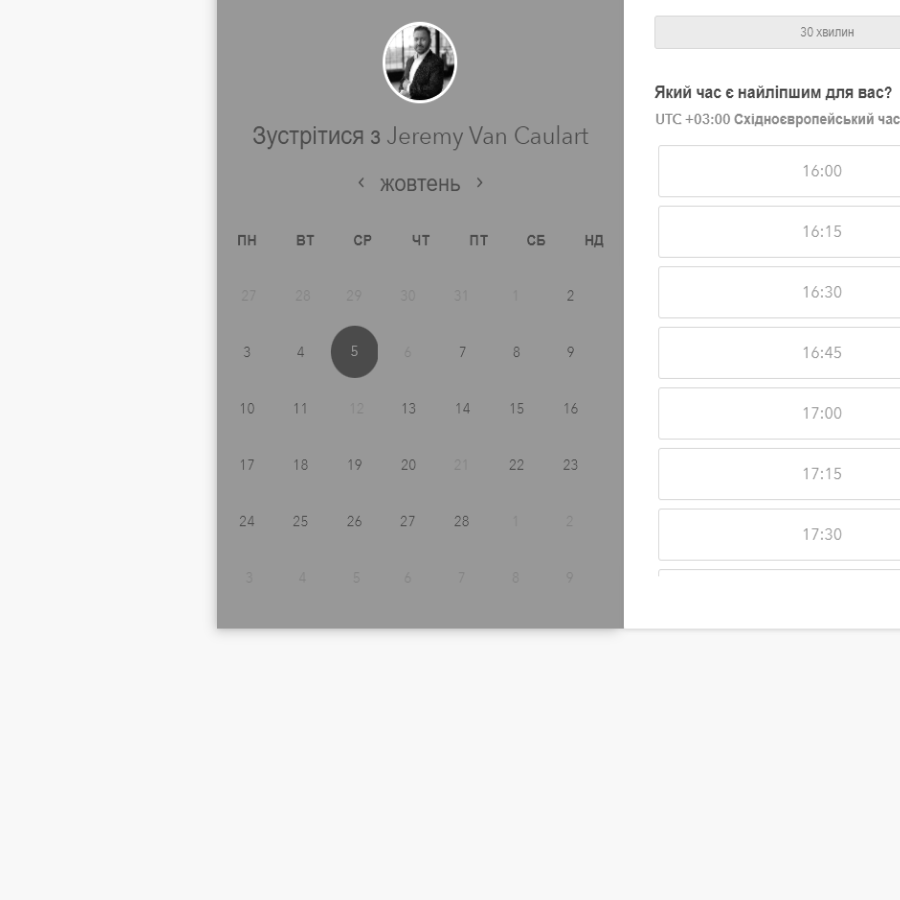 Зустрітися з Jeremy Van Caulart
‹ жовтень ›
ПН ВТ СР ЧТ ПТ СБ НД
27 28 29 30 31 1 2
3 4 5 6 7 8 9
10 11 12 13 14 15 16
17 18 19 20 21 22 23
24 25 26 27 28 1 2
3 4 5 6 7 8 9
30 хвилин
Який час є найліпшим для вас?
UTC +03:00 Східноєвропейський час
16:00
16:15
16:30
16:45
17:00
17:15
17:30